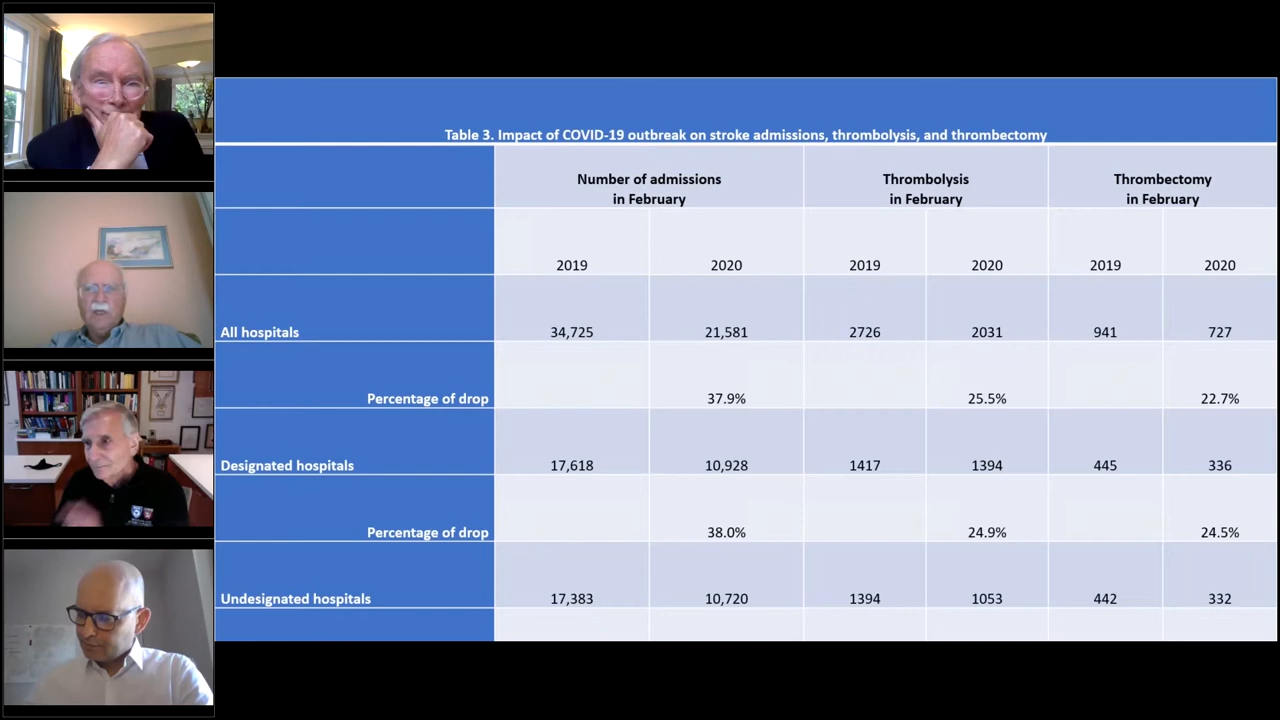 Table 3. Impact of COVID-19 outbreak on stroke admissions, thrombolysis, and thrombectomy
Number of admissions in February Thrombolysis in February Thrombectomy in February
2019 2020 2019 2020 2019 2020
All hospitals 34,725 21,581 2726 2031 941 727
Percentage of drop 37.9% 25.5% 22.7%
Designated hospitals 17,618 10,928 1417 1394 445 336
Percentage of drop 38.0% 24.9% 24.5%
Undesignated hospitals 17,383 10,720 1394 1053 442 332